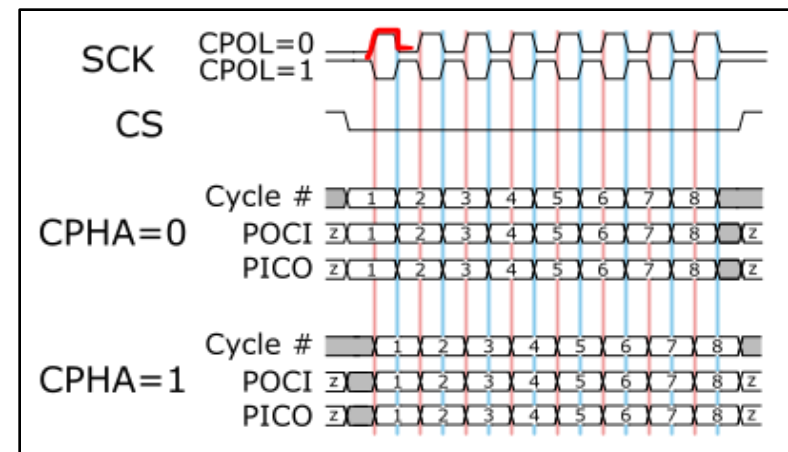 SCK CPOL=0
CPOL=1
CS
Cycle # 1 2 3 4 5 6 7 8
CPHA=0 POCI z 1 2 3 4 5 6 7 8 z
PICO z 1 2 3 4 5 6 7 8 z
Cycle # 1 2 3 4 5 6 7 8
CPHA=1 POCI z 1 2 3 4 5 6 7 8 z
PICO z 1 2 3 4 5 6 7 8 z